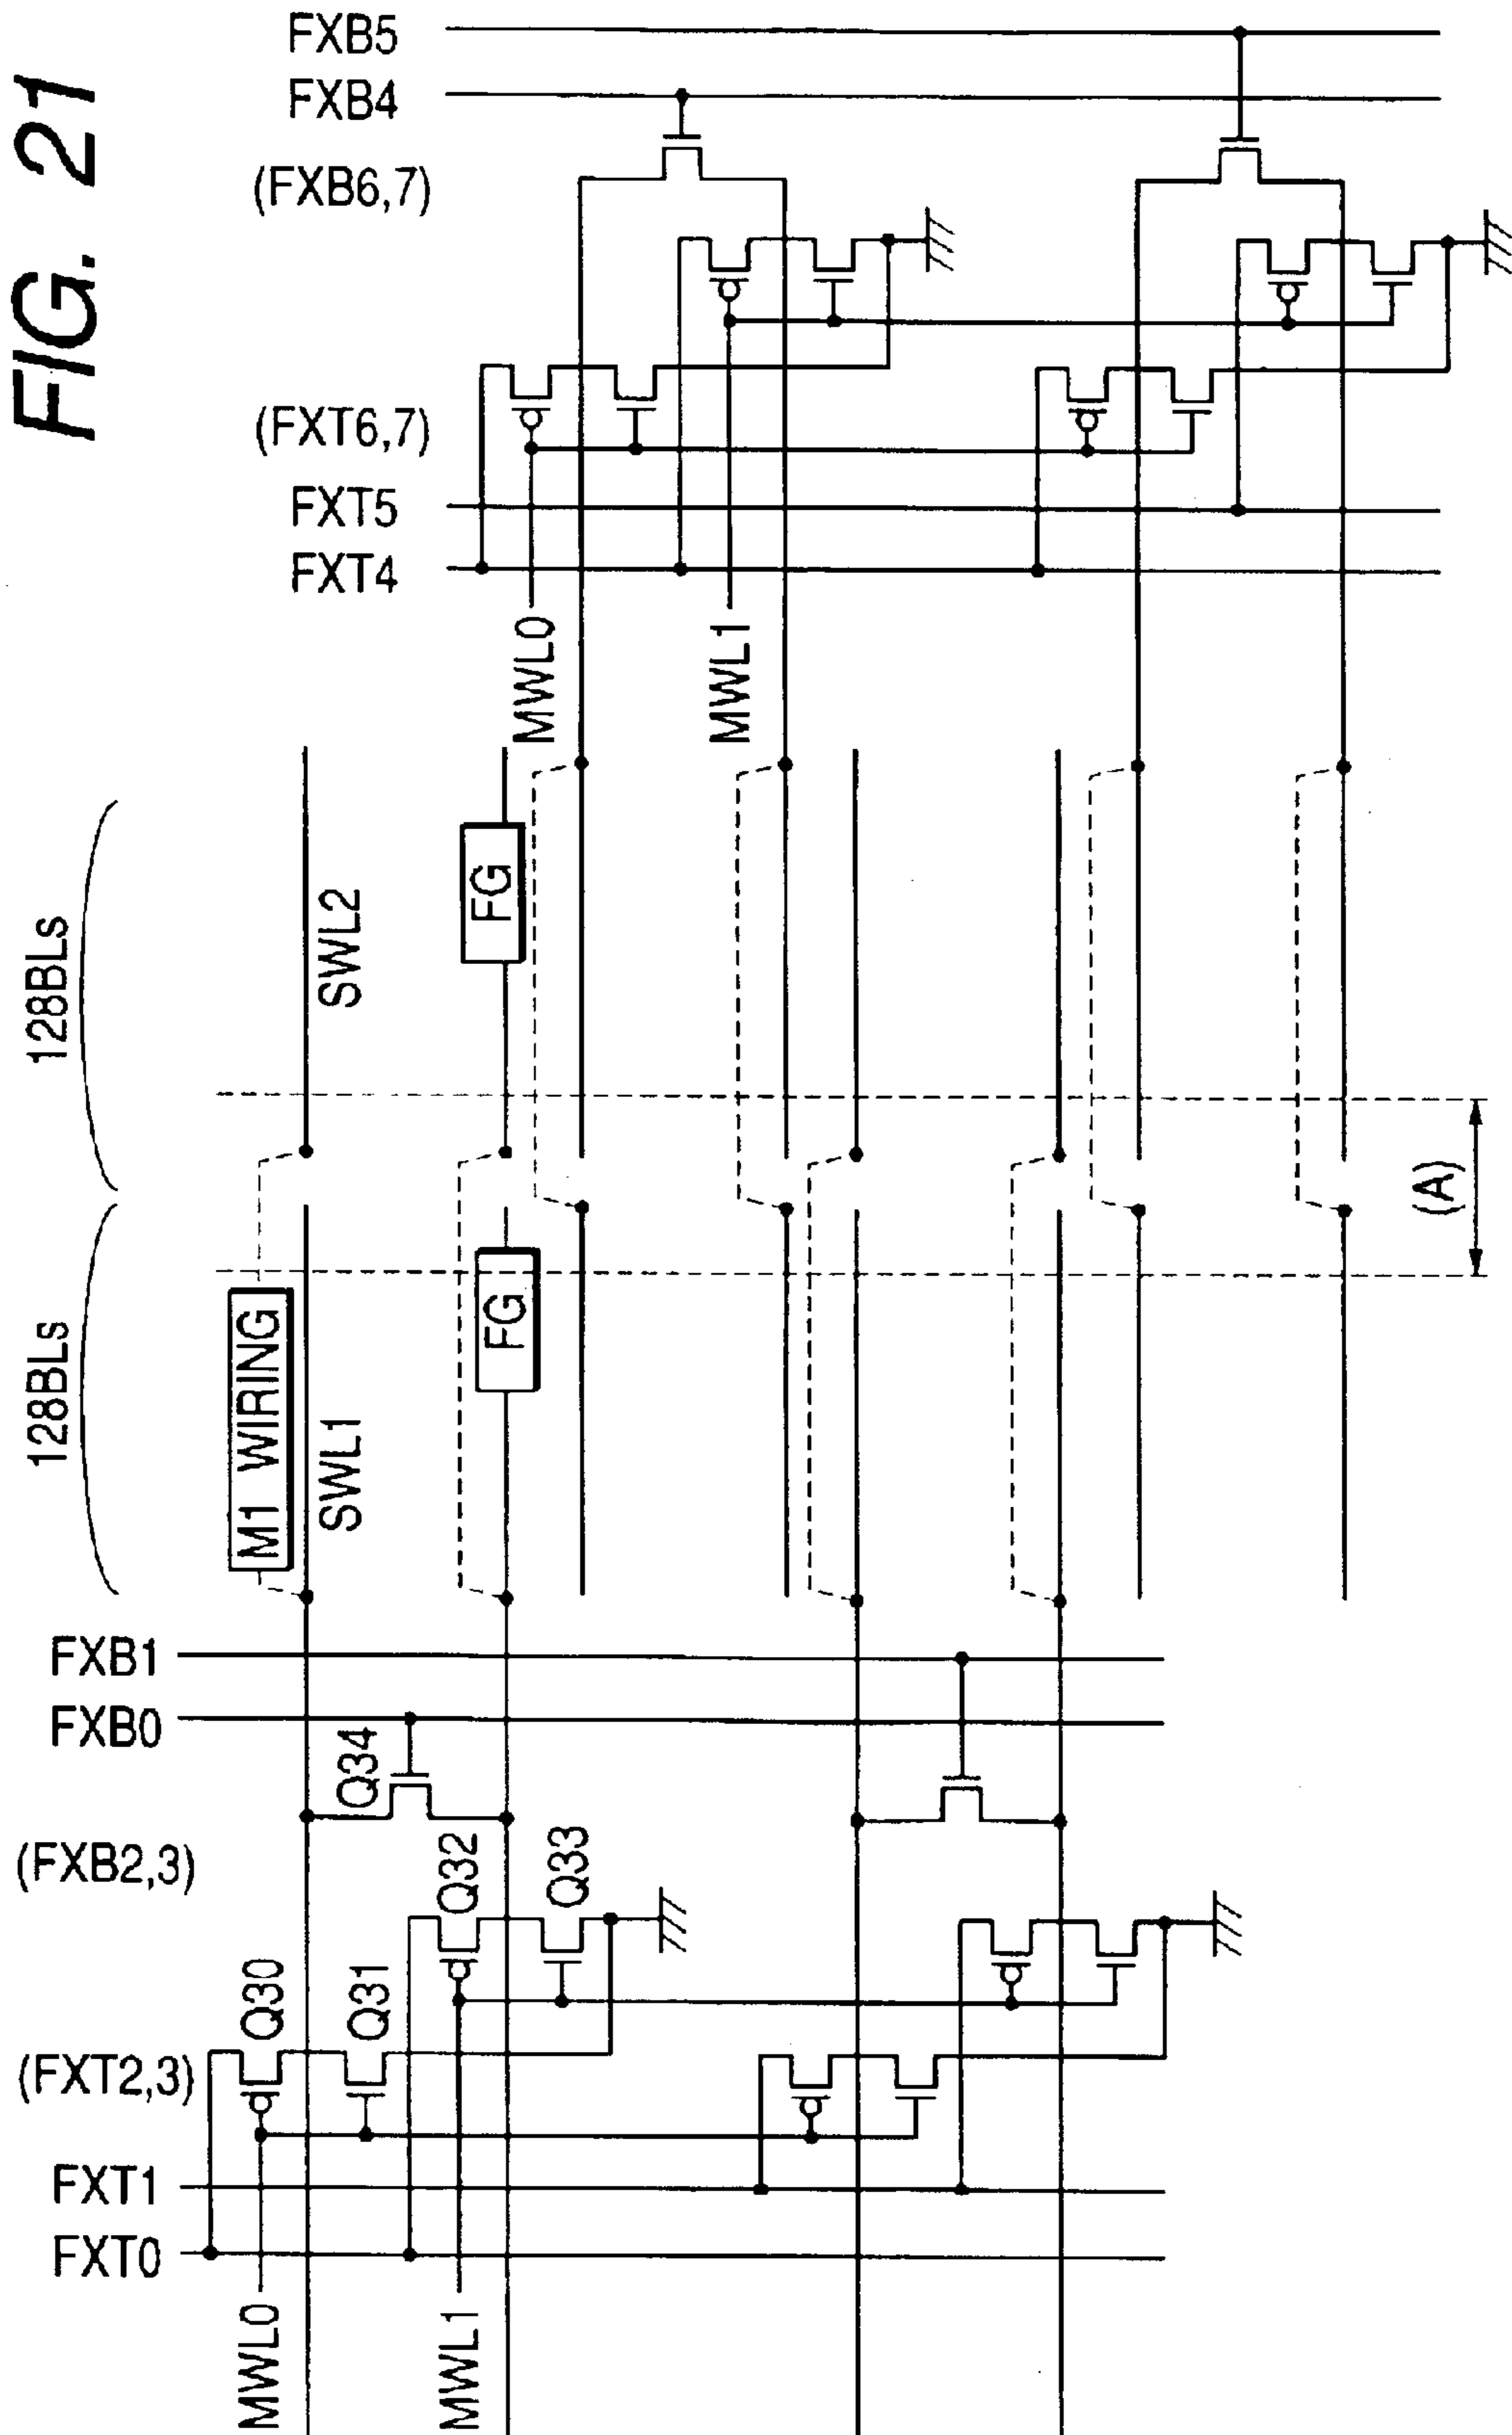 FIG. 21
FXB5
FXB4
(FXB6,7)
(FXT6,7)
FXT5
FXT4
MWL0
MWL1
128BLs
SWL2
FG
128BLs
M1 WIRING
SWL1
FG
(A)
FXB1
FXB0
Q34
(FXB2,3)
Q32
Q33
Q30
Q31
(FXT2,3)
FXT1
FXT0
MWL0
MWL1